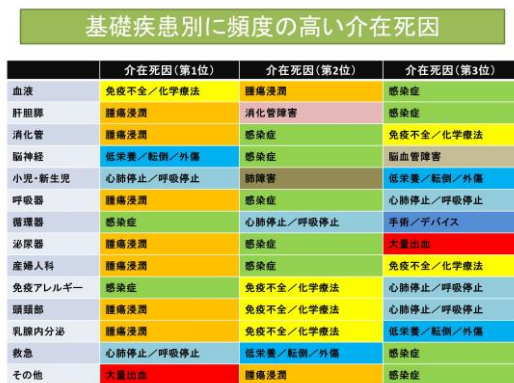 基礎疾患別に頻度の高い介在死因
介在死因(第1位) 介在死因(第2位) 介在死因(第3位)
血液 免疫不全/化学療法 腫瘍浸潤 感染症
肝胆膵 腫瘍浸潤 消化管障害 感染症
消化管 腫瘍浸潤 感染症 免疫不全/化学療法
脳神経 低栄養/転倒/外傷 感染症 脳血管障害
小児・新生児 心肺停止/呼吸停止 肺障害 低栄養/転倒/外傷
呼吸器 腫瘍浸潤 感染症 心肺停止/呼吸停止
循環器 感染症 心肺停止/呼吸停止 手術/デバイス
泌尿器 腫瘍浸潤 感染症 大量出血
産婦人科 腫瘍浸潤 感染症 免疫不全/化学療法
免疫アレルギー 感染症 免疫不全/化学療法 心肺停止/呼吸停止
頭頚部 腫瘍浸潤 免疫不全/化学療法 心肺停止/呼吸停止
乳腺内分泌 腫瘍浸潤 免疫不全/化学療法 低栄養/転倒/外傷
救急 心肺停止/呼吸停止 低栄養/転倒/外傷 感染症
その他 大量出血 腫瘍浸潤 感染症